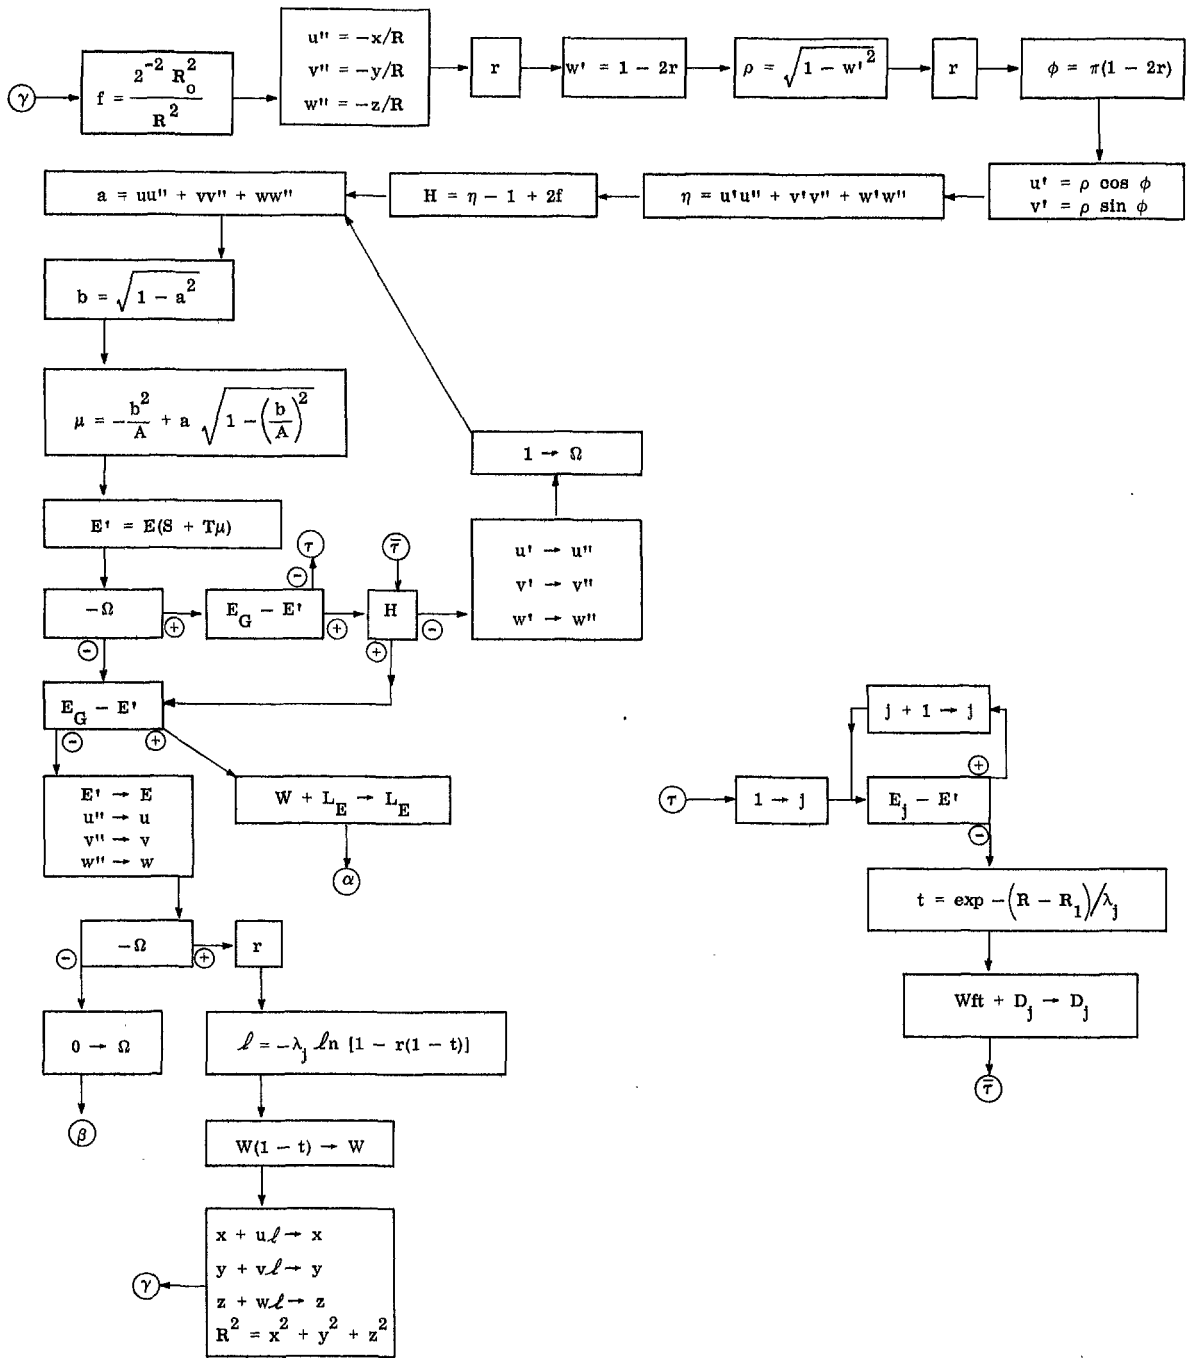 γ
f = 2^-2 R_o^2 / R^2
u'' = −x/R
v'' = −y/R
w'' = −z/R
r
w' = 1 − 2r
ρ = √(1 − w'^2)
r
φ = π(1 − 2r)
u' = ρ cos φ
v' = ρ sin φ
η = u'u'' + v'v'' + w'w''
H = η − 1 + 2f
a = uu'' + vv'' + ww''
b = √(1 − a^2)
μ = −b^2/A + a √(1 − (b/A)^2)
E' = E(S + Tμ)
−Ω
+
−
E_G − E'
−
τ
+
τ̅
H
−
+
u' → u''
v' → v''
w' → w''
1 → Ω
E_G − E'
−
+
E' → E
u'' → u
v'' → v
w'' → w
W + L_E → L_E
α
−Ω
−
+
r
0 → Ω
β
ℓ = −λ_j ℓn [1 − r(1 − t)]
W(1 − t) → W
x + uℓ → x
y + vℓ → y
z + wℓ → z
R^2 = x^2 + y^2 + z^2
γ
τ
1 → j
j + 1 → j
E_j − E'
+
−
t = exp −(R − R_1)/λ_j
Wft + D_j → D_j
τ̅